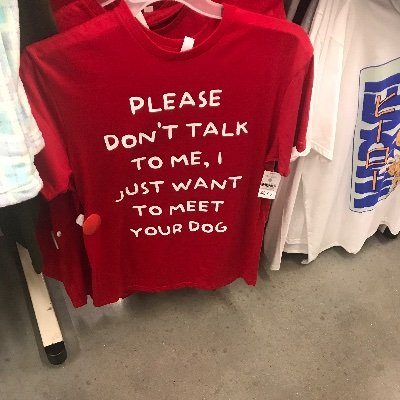 PLEASE
DON'T TALK
TO ME, I
JUST WANT
TO MEET
YOUR DOG